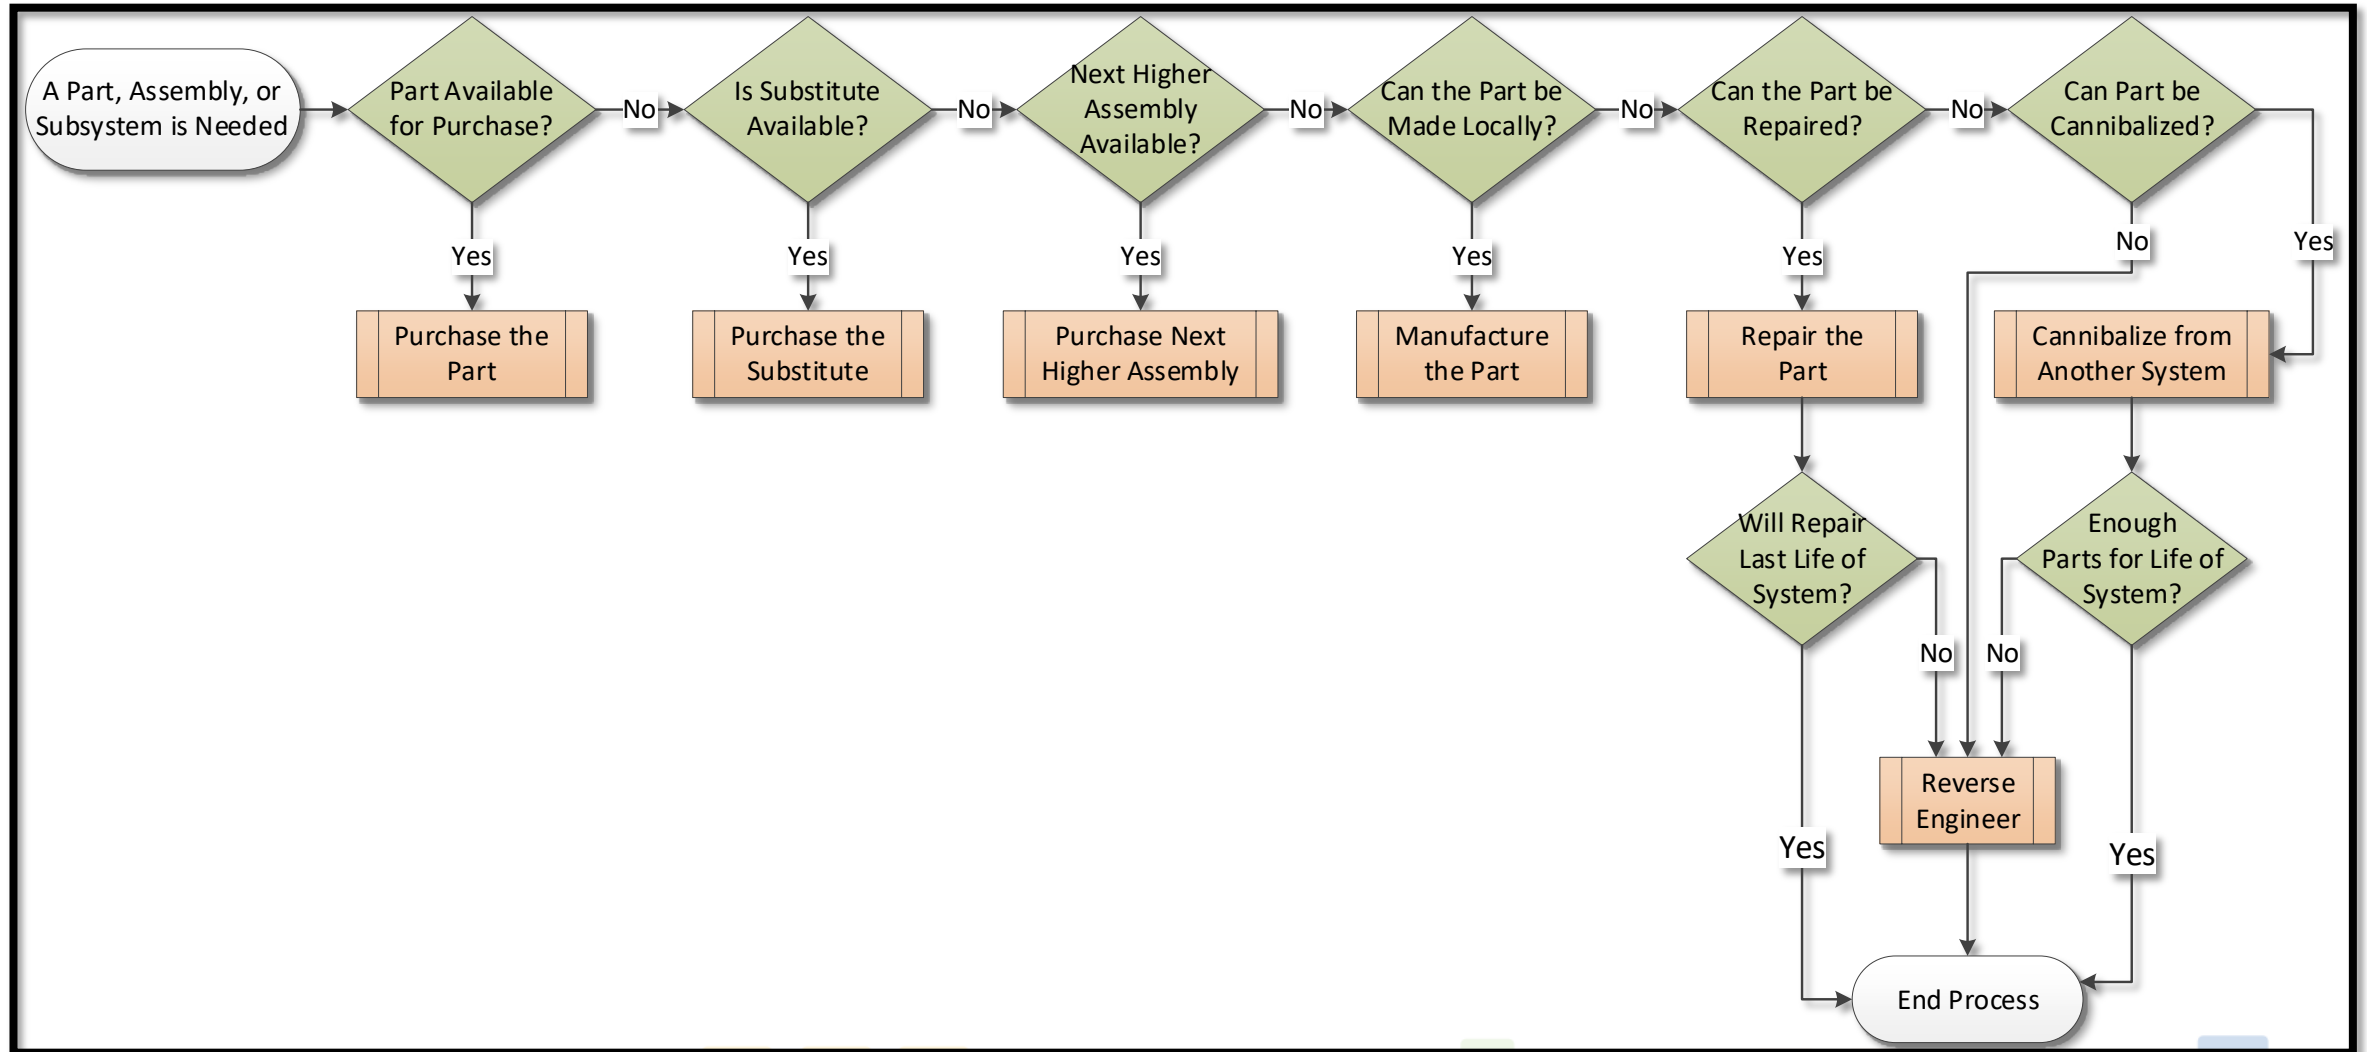 A Part, Assembly, or
Subsystem is Needed
Part Available
for Purchase?
No
Is Substitute
Available?
No
Next Higher
Assembly
Available?
No
Can the Part be
Made Locally?
No
Can the Part be
Repaired?
No
Can Part be
Cannibalized?
Yes
Yes
Yes
Yes
Yes
No
Yes
Purchase the
Part
Purchase the
Substitute
Purchase Next
Higher Assembly
Manufacture
the Part
Repair the
Part
Cannibalize from
Another System
Will Repair
Last Life of
System?
Enough
Parts for Life of
System?
No
No
Reverse
Engineer
Yes
Yes
End Process